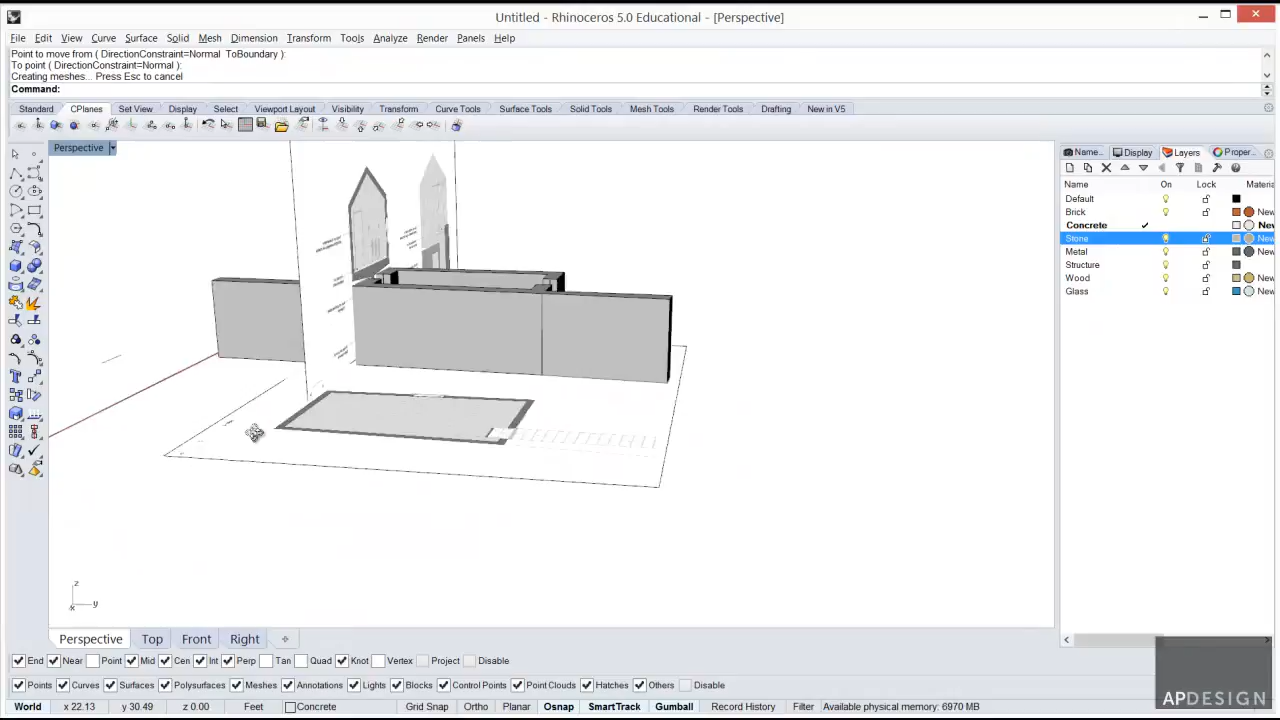 Untitled - Rhinoceros 5.0 Educational - [Perspective]
File Edit View Curve Surface Solid Mesh Dimension Transform Tools Analyze Render Panels Help
Point to move from ( DirectionConstraint=Normal ToBoundary ):
To point ( DirectionConstraint=Normal ):
Creating meshes... Press Esc to cancel
Command:
Standard CPlanes Set View Display Select Viewport Layout Visibility Transform Curve Tools Surface Tools Solid Tools Mesh Tools Render Tools Drafting New in V5
Perspective
Name... Display Layers Proper...
Name On Lock Materia
Default
Brick New
Concrete New
Stone New
Metal New
Structure
Wood New
Glass New
z
x y
Perspective Top Front Right
End Near Point Mid Cen Int Perp Tan Quad Knot Vertex Project Disable
Points Curves Surfaces Polysurfaces Meshes Annotations Lights Blocks Control Points Point Clouds Hatches Others Disable
World x 22.13 y 30.49 z 0.00 Feet Concrete Grid Snap Ortho Planar Osnap SmartTrack Gumball Record History Filter Available physical memory: 6970 MB
APDESIGN